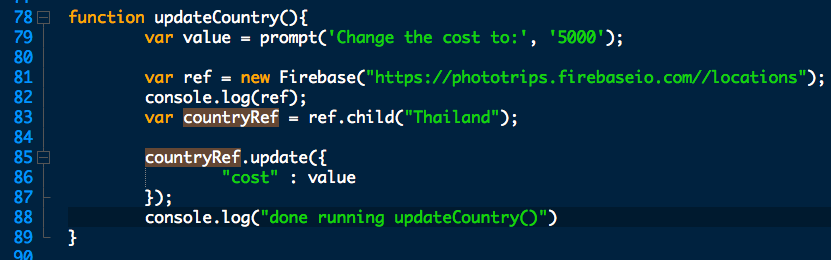 78 function updateCountry(){
79 var value = prompt('Change the cost to:', '5000');
80
81 var ref = new Firebase("https://phototrips.firebaseio.com//locations");
82 console.log(ref);
83 var countryRef = ref.child("Thailand");
84
85 countryRef.update({
86 "cost" : value
87 });
88 console.log("done running updateCountry()")
89 }
90